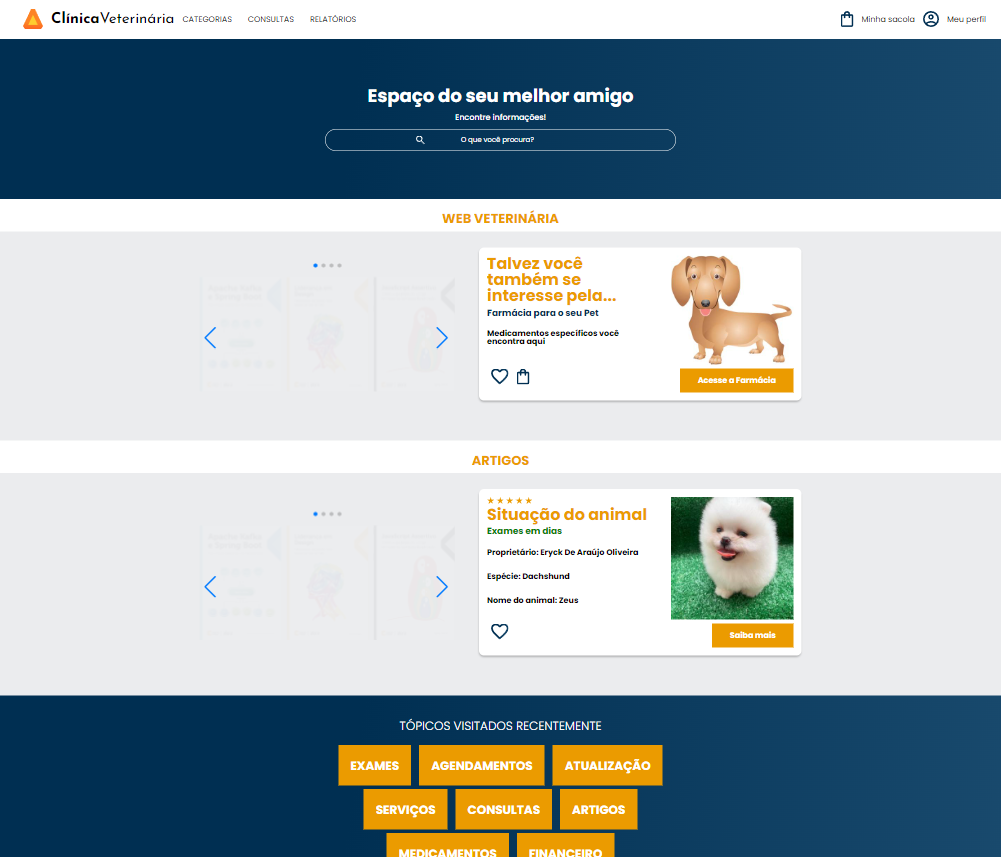 ClínicaVeterinária CATEGORIAS CONSULTAS RELATÓRIOS Minha sacola Meu perfil
Espaço do seu melhor amigo
Encontre informações!
O que você procura?
WEB VETERINÁRIA
Talvez você
também se
interesse pela...
Farmácia para o seu Pet
Medicamentos específicos você
encontra aqui
Acesse a Farmácia
ARTIGOS
Situação do animal
Exames em dias
Proprietário: Eryck De Araújo Oliveira
Espécie: Dachshund
Nome do animal: Zeus
Saiba mais
TÓPICOS VISITADOS RECENTEMENTE
EXAMES AGENDAMENTOS ATUALIZAÇÃO
SERVIÇOS CONSULTAS ARTIGOS
MEDICAMENTOS FINANCEIRO